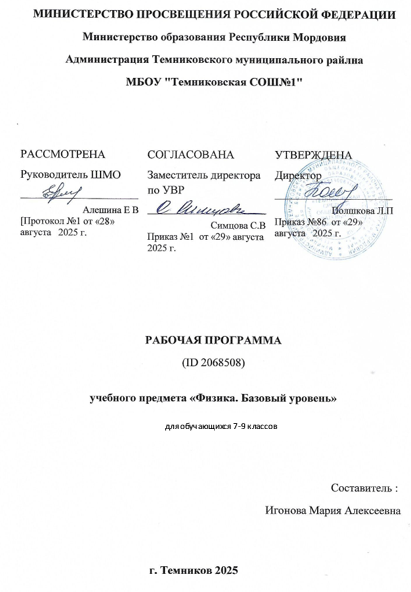 МИНИСТЕРСТВО ПРОСВЕЩЕНИЯ РОССИЙСКОЙ ФЕДЕРАЦИИ
Министерство образования Республики Мордовия
Администрация Темниковского муниципального райлна
МБОУ "Темниковская СОШ№1"
РАССМОТРЕНА
Руководитель ШМО
Алешина Е В
[Протокол №1 от «28»
августа 2025 г.
СОГЛАСОВАНА
Заместитель директора
по УВР
Симцова С.В
Приказ №1 от «29» августа
2025 г.
УТВЕРЖДЕНА
Директор
Полшкова Л.П
Приказ №86 от «29»
августа 2025 г.
РАБОЧАЯ ПРОГРАММА
(ID 2068508)
учебного предмета «Физика. Базовый уровень»
для обучающихся 7-9 классов
Составитель :
Игонова Мария Алексеевна
г. Темников 2025